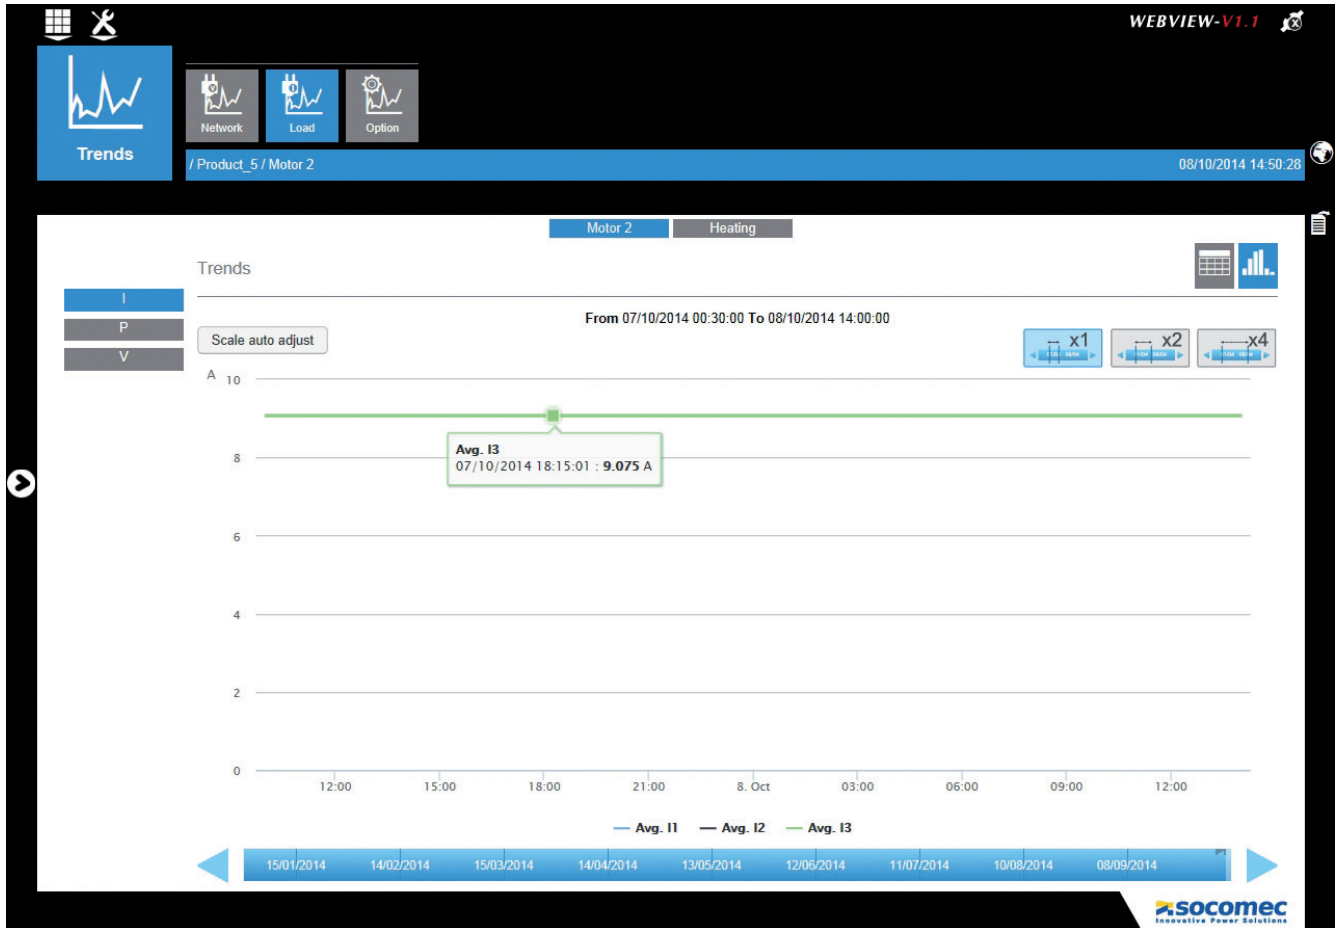 WEBVIEW-V1.1
Trends
Network
Load
Option
/ Product_5 / Motor 2
08/10/2014 14:50:28
Motor 2
Heating
Trends
I
P
V
From 07/10/2014 00:30:00 To 08/10/2014 14:00:00
Scale auto adjust
x1
x2
x4
A
10
8
6
4
2
0
Avg. I3
07/10/2014 18:15:01 : 9.075 A
12:00 15:00 18:00 21:00 8. Oct 03:00 06:00 09:00 12:00
Avg. I1 Avg. I2 Avg. I3
15/01/2014 14/02/2014 15/03/2014 14/04/2014 13/05/2014 12/06/2014 11/07/2014 10/08/2014 08/09/2014
socomec
Innovative Power Solutions